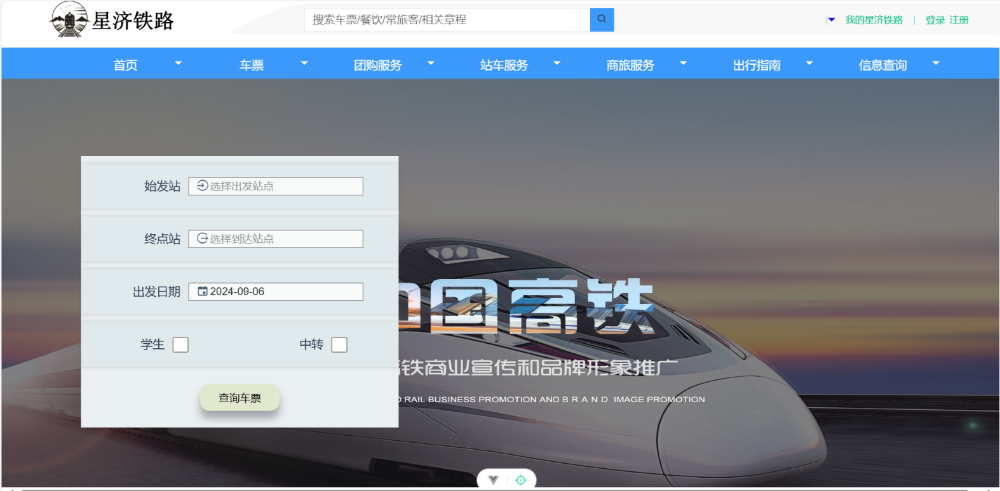 星济铁路
搜索车票/餐饮/常旅客/相关章程
我的星济铁路 | 登录 注册
首页 车票 团购服务 站车服务 商旅服务 出行指南 信息查询
始发站 选择出发站点
终点站 选择到达站点
出发日期 2024-09-06
国高铁
学生 中转
铁商业宣传和品牌形象推广
查询车票
RAIL BUSINESS PROMOTION AND B R A N D IMAGE PROMOTION